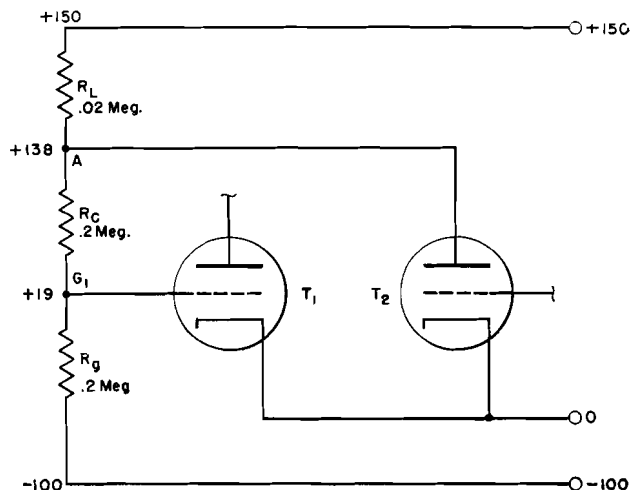 +150
+150
R_L
.02 Meg.
+138
A
R_C
.2 Meg.
G_1
+19
T_1
T_2
R_g
.2 Meg
0
-100
-100